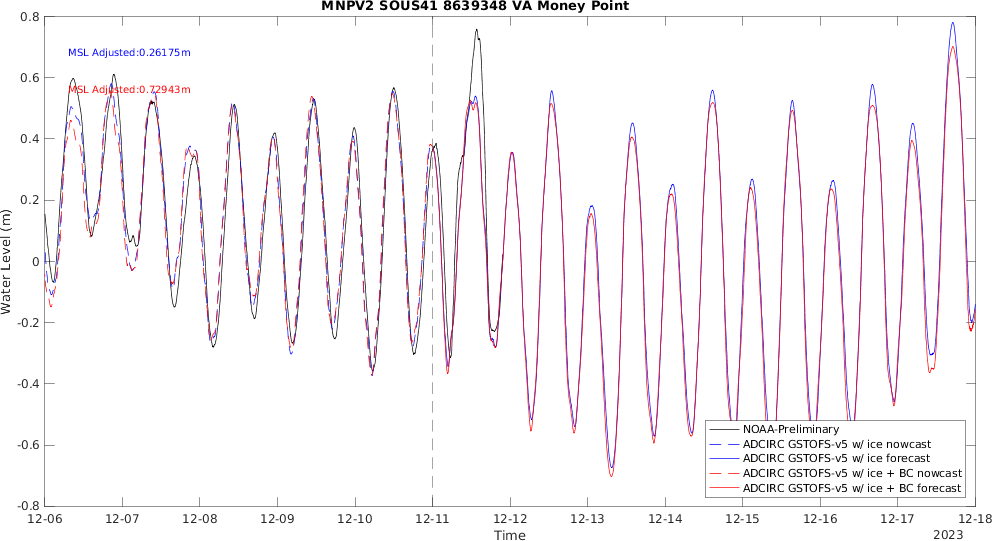 MNPV2 SOUS41 8639348 VA Money Point
MSL Adjusted:0.26175m
MSL Adjusted:0.72943m
Water Level (m)
0.8
0.6
0.4
0.2
0
-0.2
-0.4
-0.6
-0.8
NOAA-Preliminary
ADCIRC GSTOFS-v5 w/ ice nowcast
ADCIRC GSTOFS-v5 w/ ice forecast
ADCIRC GSTOFS-v5 w/ ice + BC nowcast
ADCIRC GSTOFS-v5 w/ ice + BC forecast
12-06 12-07 12-08 12-09 12-10 12-11 12-12 12-13 12-14 12-15 12-16 12-17 12-18
Time
2023